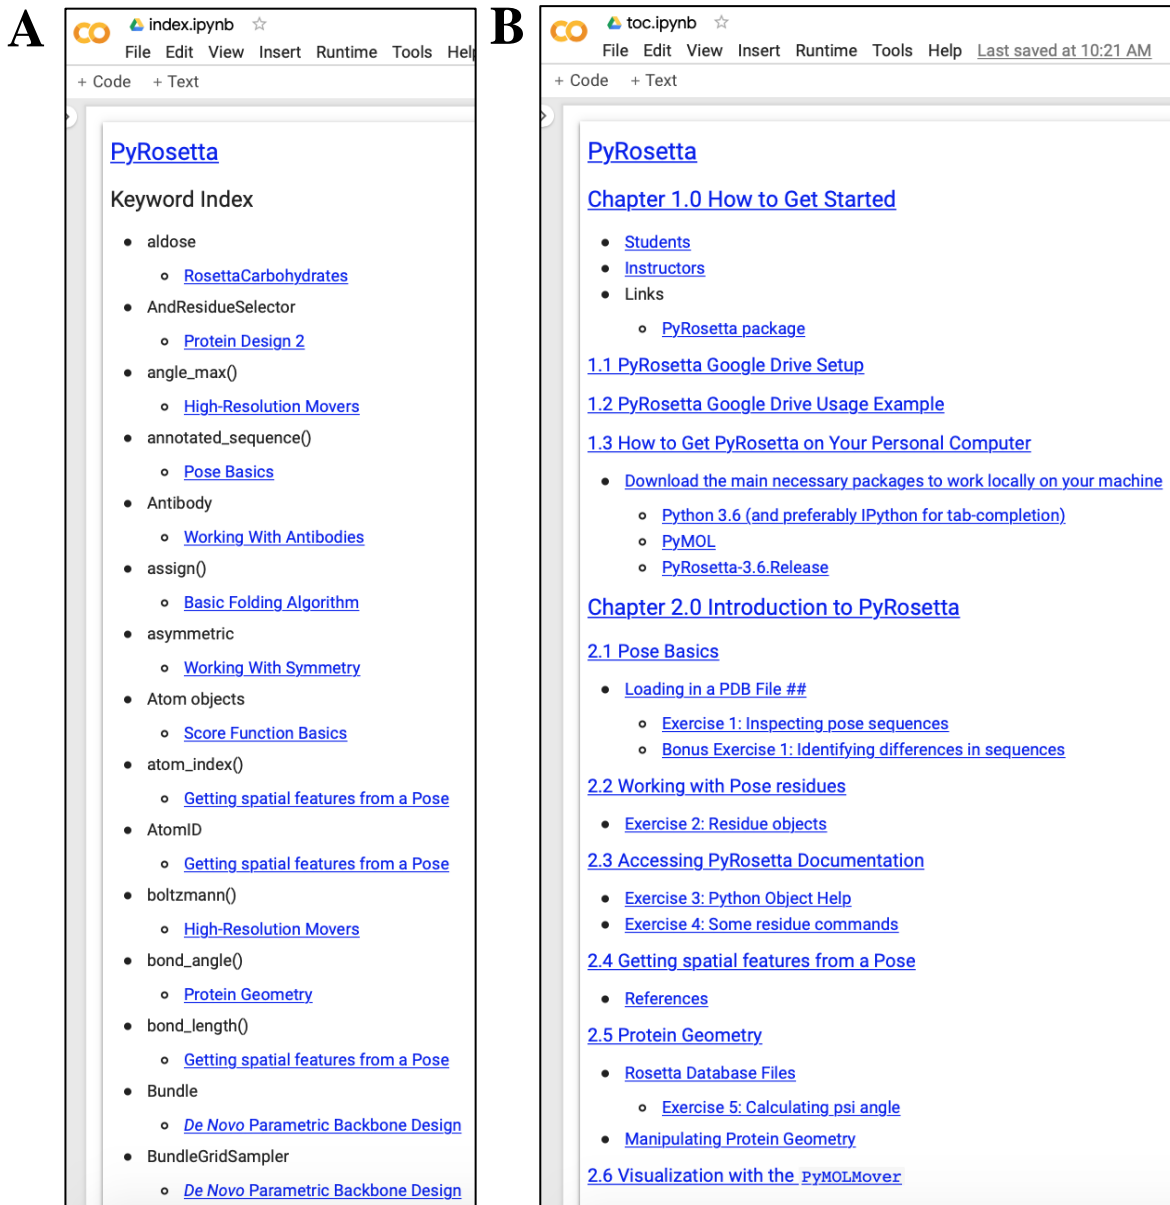 A
index.ipynb
File Edit View Insert Runtime Tools Help
+ Code + Text
PyRosetta
Keyword Index
aldose
RosettaCarbohydrates
AndResidueSelector
Protein Design 2
angle_max()
High-Resolution Movers
annotated_sequence()
Pose Basics
Antibody
Working With Antibodies
assign()
Basic Folding Algorithm
asymmetric
Working With Symmetry
Atom objects
Score Function Basics
atom_index()
Getting spatial features from a Pose
AtomID
Getting spatial features from a Pose
boltzmann()
High-Resolution Movers
bond_angle()
Protein Geometry
bond_length()
Getting spatial features from a Pose
Bundle
De Novo Parametric Backbone Design
BundleGridSampler
De Novo Parametric Backbone Design
B
toc.ipynb
File Edit View Insert Runtime Tools Help Last saved at 10:21 AM
+ Code + Text
PyRosetta
Chapter 1.0 How to Get Started
Students
Instructors
Links
PyRosetta package
1.1 PyRosetta Google Drive Setup
1.2 PyRosetta Google Drive Usage Example
1.3 How to Get PyRosetta on Your Personal Computer
Download the main necessary packages to work locally on your machine
Python 3.6 (and preferably IPython for tab-completion)
PyMOL
PyRosetta-3.6.Release
Chapter 2.0 Introduction to PyRosetta
2.1 Pose Basics
Loading in a PDB File ##
Exercise 1: Inspecting pose sequences
Bonus Exercise 1: Identifying differences in sequences
2.2 Working with Pose residues
Exercise 2: Residue objects
2.3 Accessing PyRosetta Documentation
Exercise 3: Python Object Help
Exercise 4: Some residue commands
2.4 Getting spatial features from a Pose
References
2.5 Protein Geometry
Rosetta Database Files
Exercise 5: Calculating psi angle
Manipulating Protein Geometry
2.6 Visualization with the PyMOLMover